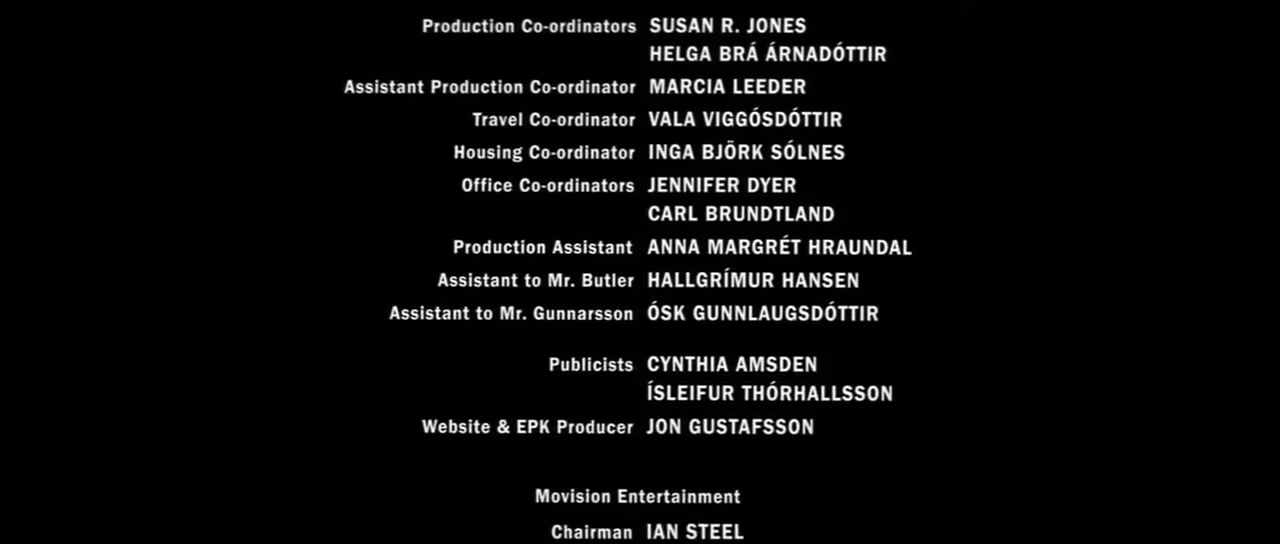 Production Co-ordinators SUSAN R. JONES
HELGA BRÁ ÁRNADÓTTIR
Assistant Production Co-ordinator MARCIA LEEDER
Travel Co-ordinator VALA VIGGÓSDÓTTIR
Housing Co-ordinator INGA BJÖRK SÓLNES
Office Co-ordinators JENNIFER DYER
CARL BRUNDTLAND
Production Assistant ANNA MARGRÉT HRAUNDAL
Assistant to Mr. Butler HALLGRÍMUR HANSEN
Assistant to Mr. Gunnarsson ÓSK GUNNLAUGSDÓTTIR
Publicists CYNTHIA AMSDEN
ÍSLEIFUR THÓRHALLSSON
Website & EPK Producer JON GUSTAFSSON
Movision Entertainment
Chairman IAN STEEL